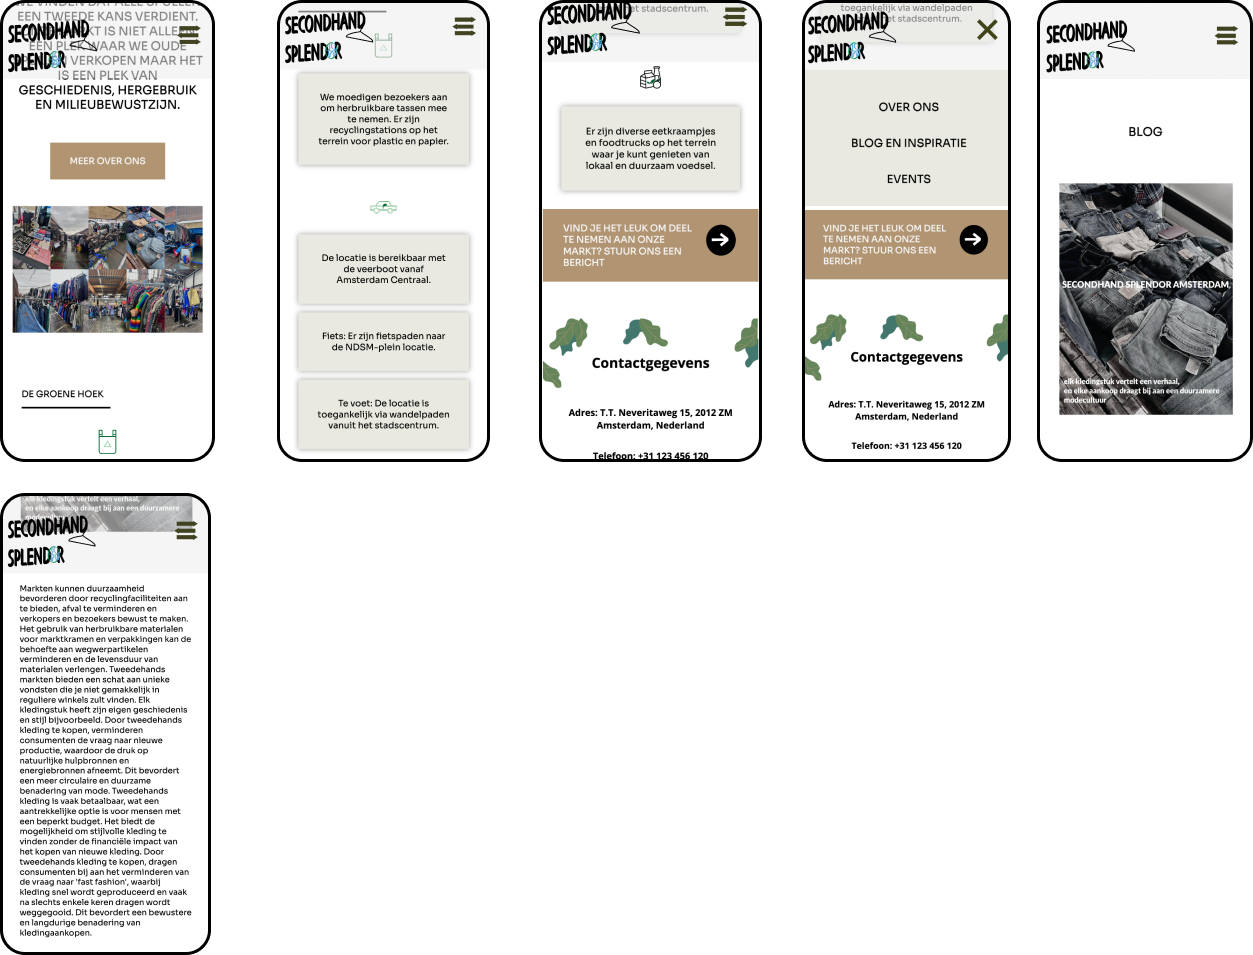 WE VINDEN DAT ALLE SPULLEN
EEN TWEEDE KANS VERDIENT.
IS NIET ALLEEN
EEN PLEK WAAR WE OUDE
VERKOPEN MAAR HET
IS EEN PLEK VAN
GESCHIEDENIS, HERGEBRUIK
EN MILIEUBEWUSTZIJN.
SECONDHAND
SPLENDOR
MEER OVER ONS
DE GROENE HOEK
SECONDHAND
SPLENDOR
We moedigen bezoekers aan
om herbruikbare tassen mee
te nemen. Er zijn
recyclingstations op het
terrein voor plastic en papier.
De locatie is bereikbaar met
de veerboot vanaf
Amsterdam Centraal.
Fiets: Er zijn fietspaden naar
de NDSM-plein locatie.
Te voet: De locatie is
toegankelijk via wandelpaden
vanuit het stadscentrum.
et stadscentrum.
SECONDHAND
SPLENDOR
Er zijn diverse eetkraampjes
en foodtrucks op het terrein
waar je kunt genieten van
lokaal en duurzaam voedsel.
VIND JE HET LEUK OM DEEL
TE NEMEN AAN ONZE
MARKT? STUUR ONS EEN
BERICHT
Contactgegevens
Adres: T.T. Neveritaweg 15, 2012 ZM
Amsterdam, Nederland
Telefoon: +31 123 456 120
toegankelijk via wandelpaden
het stadscentrum.
SECONDHAND
SPLENDOR
OVER ONS
BLOG EN INSPIRATIE
EVENTS
VIND JE HET LEUK OM DEEL
TE NEMEN AAN ONZE
MARKT? STUUR ONS EEN
BERICHT
Contactgegevens
Adres: T.T. Neveritaweg 15, 2012 ZM
Amsterdam, Nederland
Telefoon: +31 123 456 120
SECONDHAND
SPLENDOR
BLOG
SECONDHAND SPLENDOR AMSTERDAM,
elk kledingstuk vertelt een verhaal,
en elke aankoop draagt bij aan een duurzamere
modecultuur
elk kledingstuk vertelt een verhaal,
en elke aankoop draagt bij aan een duurzamere
SECONDHAND
SPLENDOR
Markten kunnen duurzaamheid
bevorderen door recyclingfaciliteiten aan
te bieden, afval te verminderen en
verkopers en bezoekers bewust te maken.
Het gebruik van herbruikbare materialen
voor marktkramen en verpakkingen kan de
behoefte aan wegwerpartikelen
verminderen en de levensduur van
materialen verlengen. Tweedehands
markten bieden een schat aan unieke
vondsten die je niet gemakkelijk in
reguliere winkels zult vinden. Elk
kledingstuk heeft zijn eigen geschiedenis
en stijl bijvoorbeeld. Door tweedehands
kleding te kopen, verminderen
consumenten de vraag naar nieuwe
productie, waardoor de druk op
natuurlijke hulpbronnen en
energiebronnen afneemt. Dit bevordert
een meer circulaire en duurzame
benadering van mode. Tweedehands
kleding is vaak betaalbaar, wat een
aantrekkelijke optie is voor mensen met
een beperkt budget. Het biedt de
mogelijkheid om stijlvolle kleding te
vinden zonder de financiële impact van
het kopen van nieuwe kleding. Door
tweedehands kleding te kopen, dragen
consumenten bij aan het verminderen van
de vraag naar 'fast fashion', waarbij
kleding snel wordt geproduceerd en vaak
na slechts enkele keren dragen wordt
weggegooid. Dit bevordert een bewustere
en langdurige benadering van
kledingaankopen.